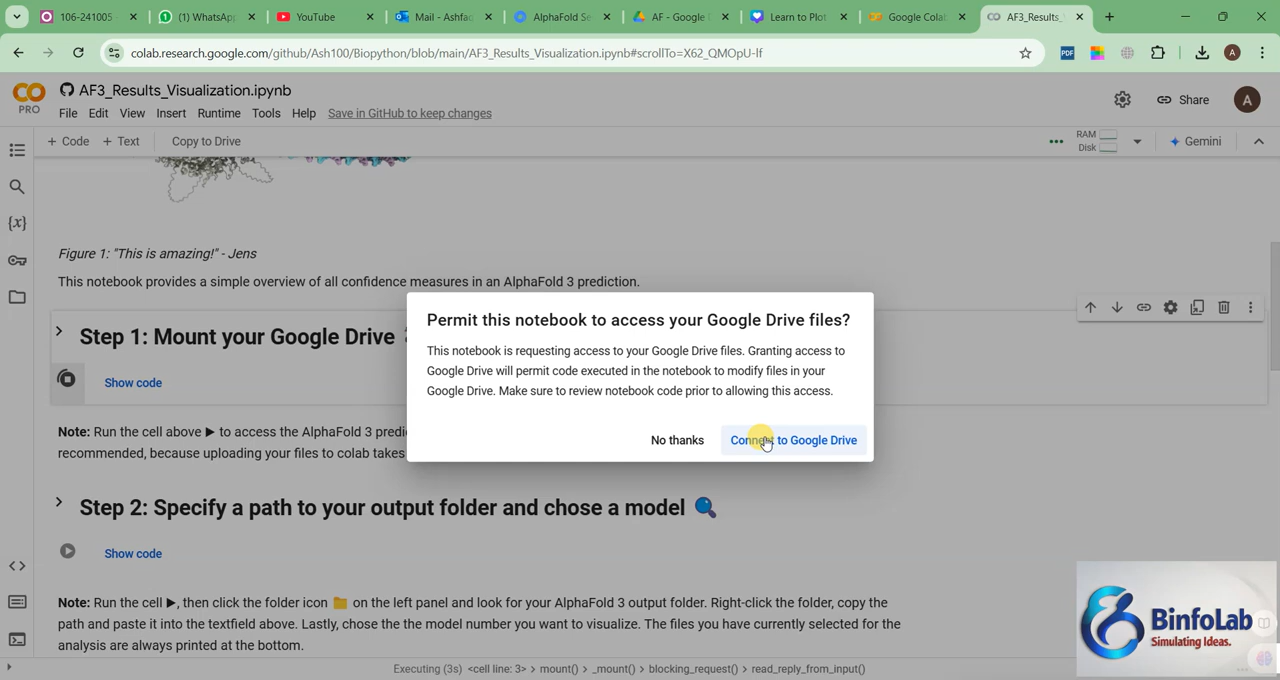 106-241005
(1) WhatsApp
YouTube
Mail - Ashfaq
AlphaFold Se
AF - Google D
Learn to Plot
Google Colab
AF3_Results_
colab.research.google.com/github/Ash100/Biopython/blob/main/AF3_Results_Visualization.ipynb#scrollTo=X62_QMOpU-If
PDF
A
CO
PRO
AF3_Results_Visualization.ipynb
File Edit View Insert Runtime Tools Help Save in GitHub to keep changes
Share
A
+ Code + Text Copy to Drive
RAM
Disk
Gemini
Figure 1: "This is amazing!" - Jens
This notebook provides a simple overview of all confidence measures in an AlphaFold 3 prediction.
Step 1: Mount your Google Drive
Show code
Note: Run the cell above ▶ to access the AlphaFold 3 predi
recommended, because uploading your files to colab takes
Permit this notebook to access your Google Drive files?
This notebook is requesting access to your Google Drive files. Granting access to
Google Drive will permit code executed in the notebook to modify files in your
Google Drive. Make sure to review notebook code prior to allowing this access.
No thanks
Connect to Google Drive
Step 2: Specify a path to your output folder and chose a model 🔍
Show code
Note: Run the cell ▶, then click the folder icon 📁 on the left panel and look for your AlphaFold 3 output folder. Right-click the folder, copy the
path and paste it into the textfield above. Lastly, chose the the model number you want to visualize. The files you have currently selected for the
analysis are always printed at the bottom.
BinfoLab
Simulating Ideas.
Executing (3s) <cell line: 3> > mount() > _mount() > blocking_request() > read_reply_from_input()